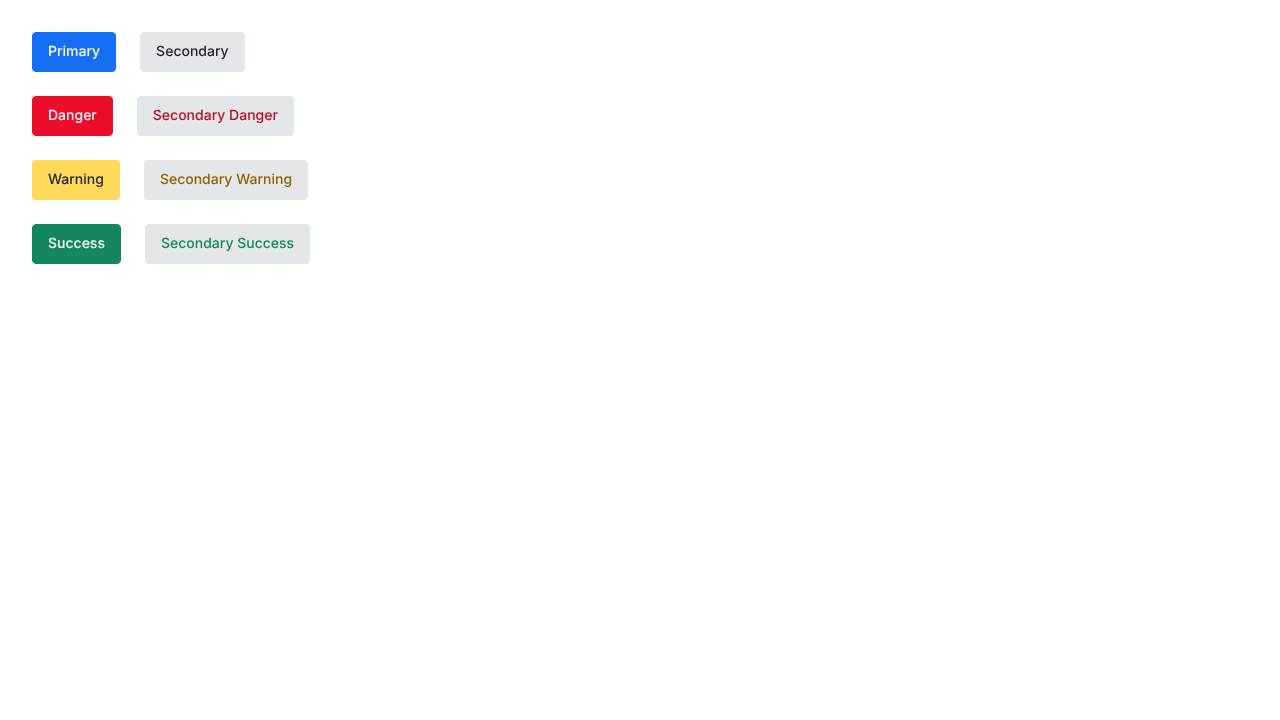 Primary Secondary
Danger Secondary Danger
Warning Secondary Warning
Success Secondary Success